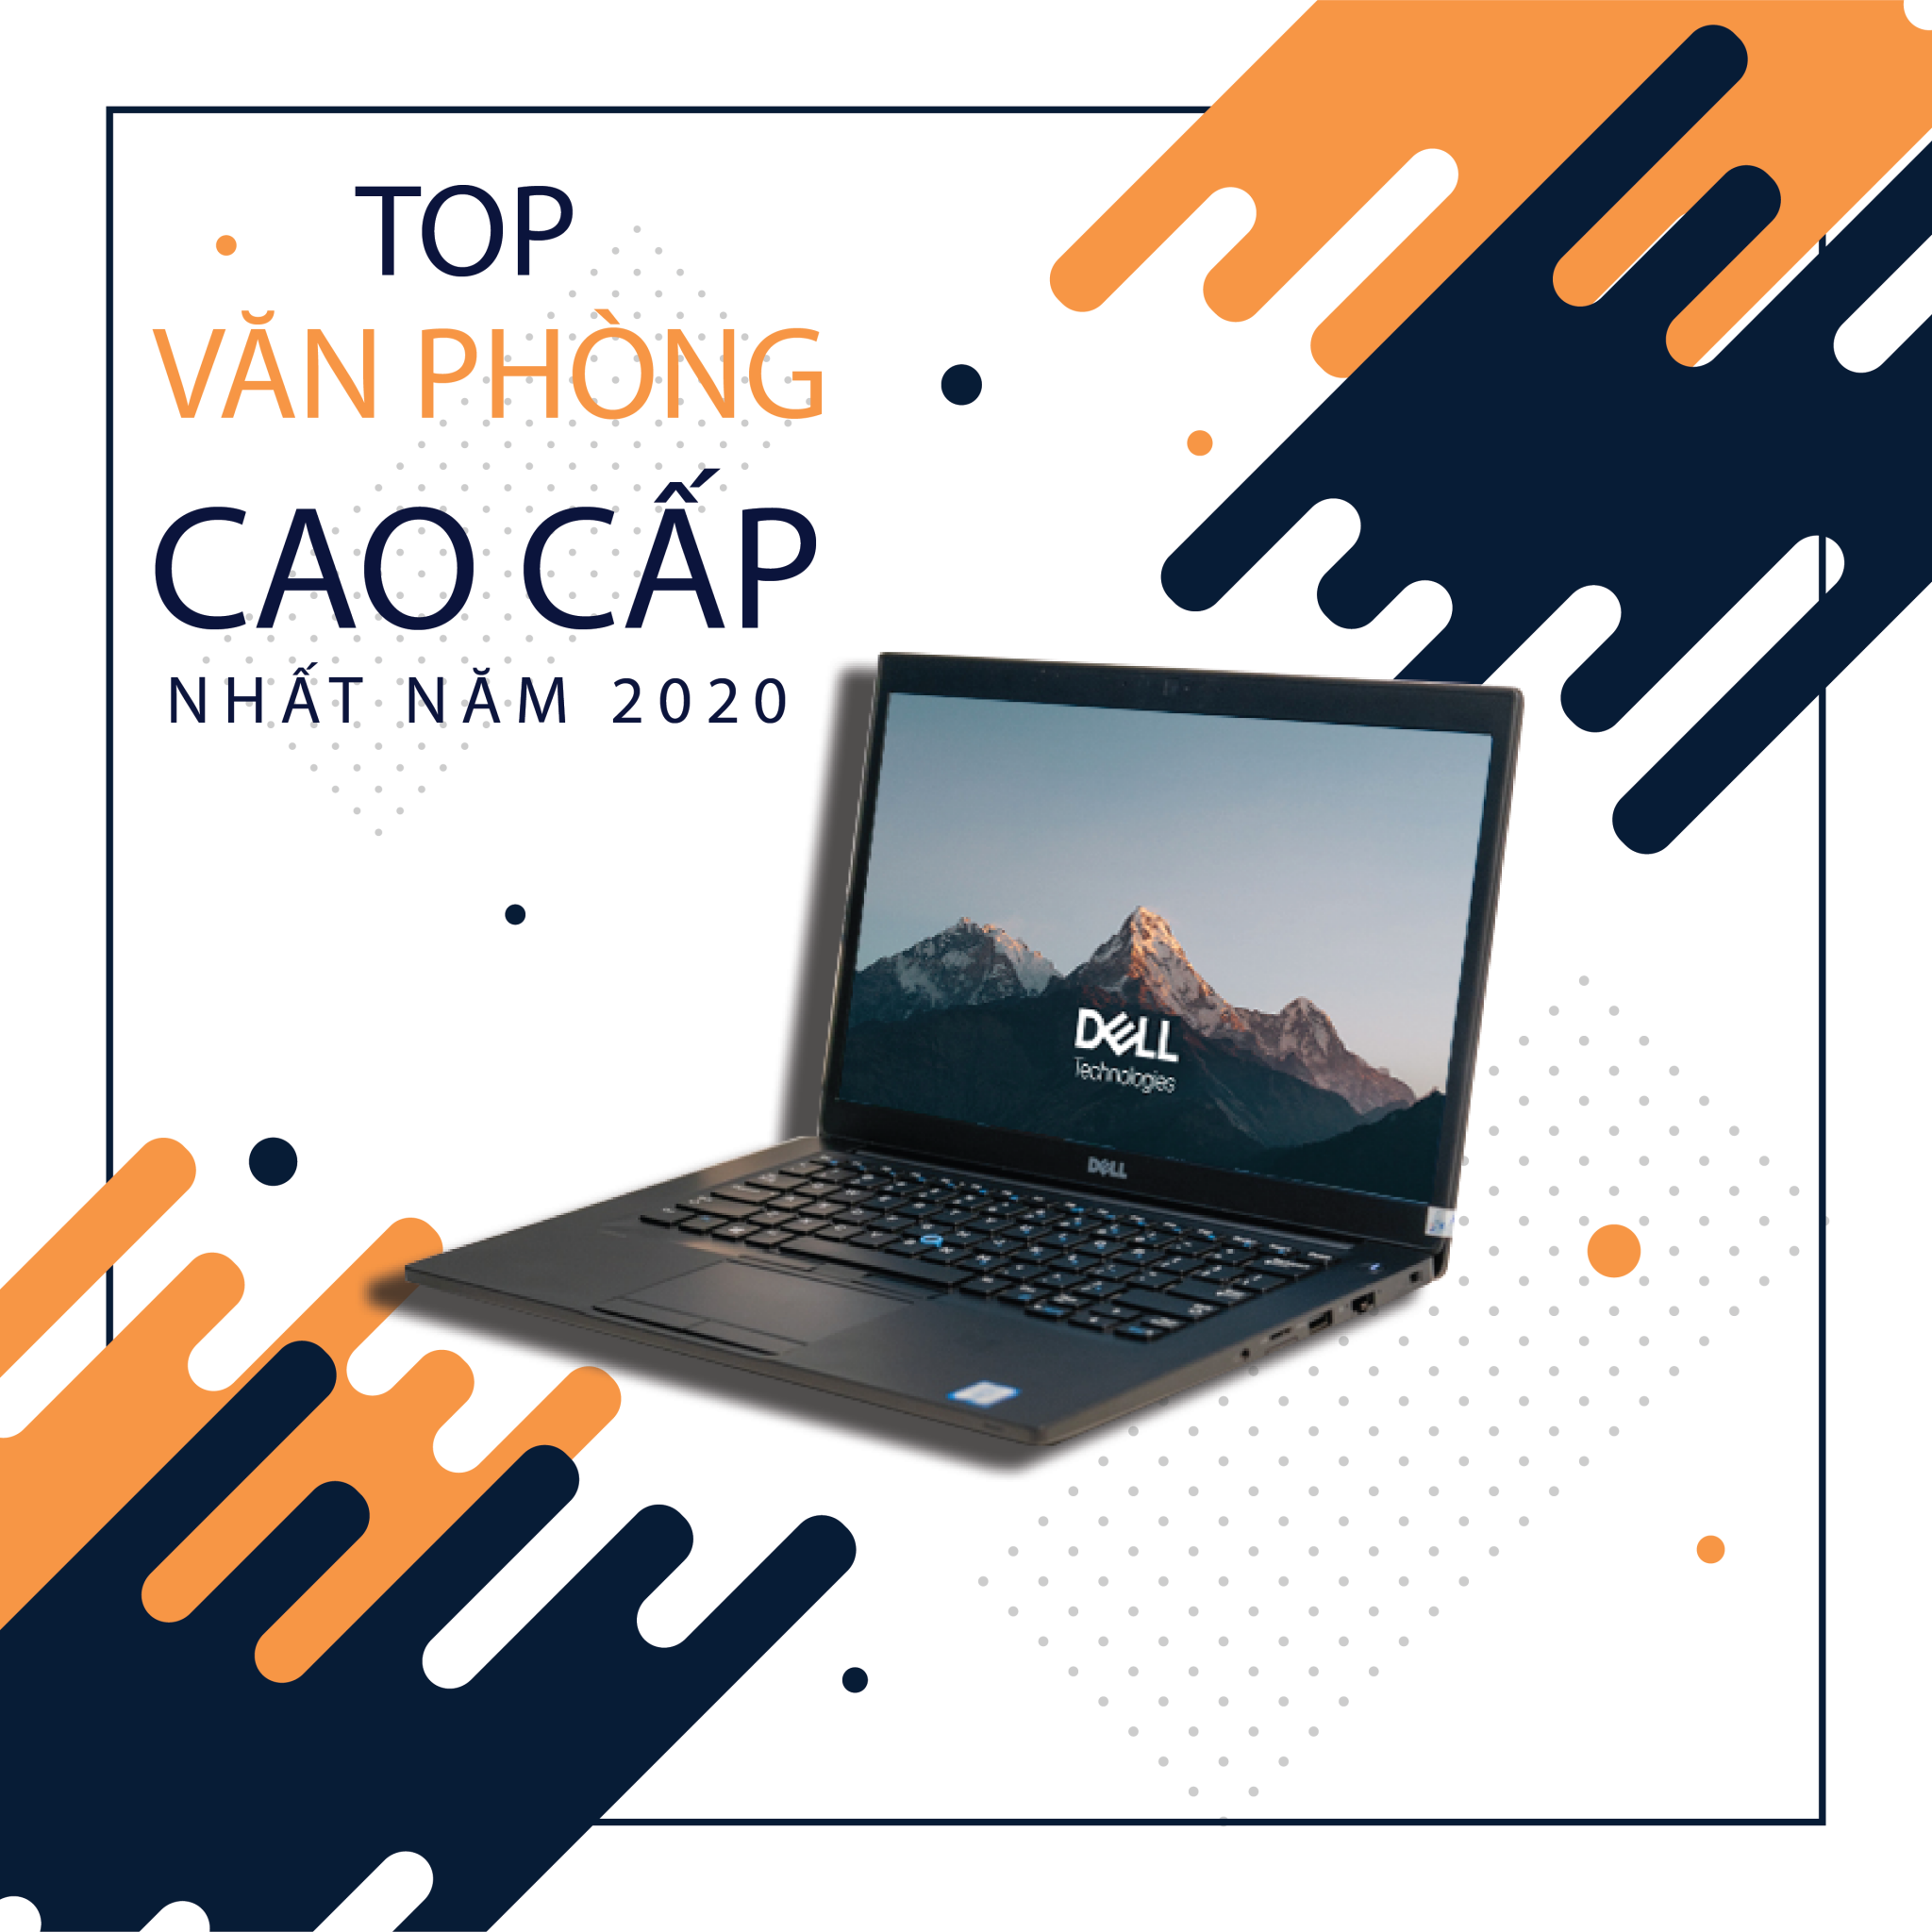 TOP
VĂN PHÒNG
CAO CẤP
NHẤT NĂM 2020
DELL
Technologies
DELL